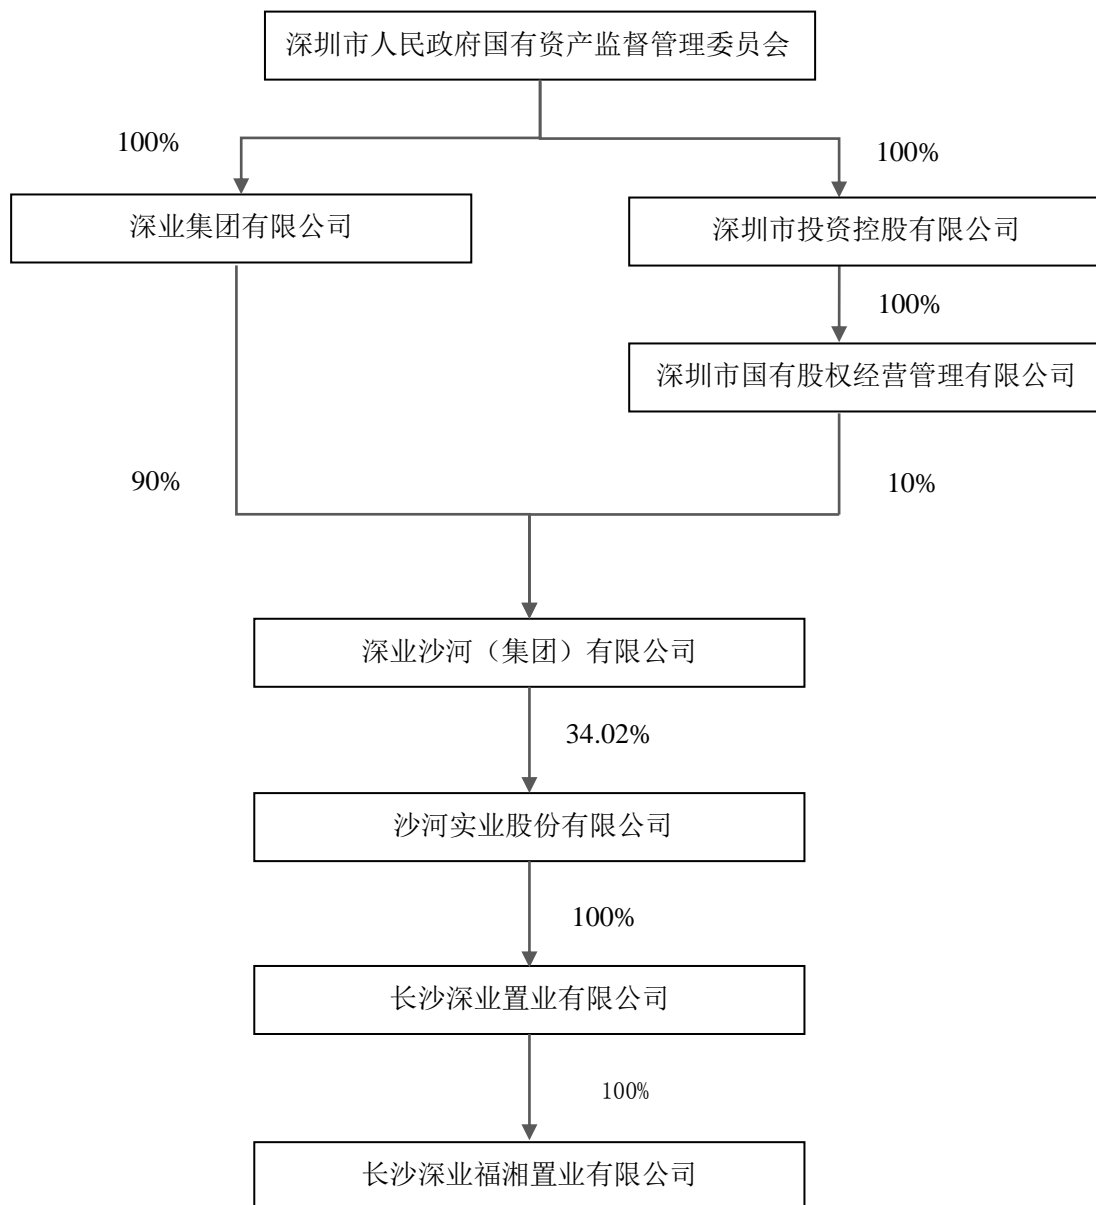 深圳市人民政府国有资产监督管理委员会
100%
100%
深业集团有限公司
深圳市投资控股有限公司
100%
深圳市国有股权经营管理有限公司
90%
10%
深业沙河（集团）有限公司
34.02%
沙河实业股份有限公司
100%
长沙深业置业有限公司
100%
长沙深业福湘置业有限公司